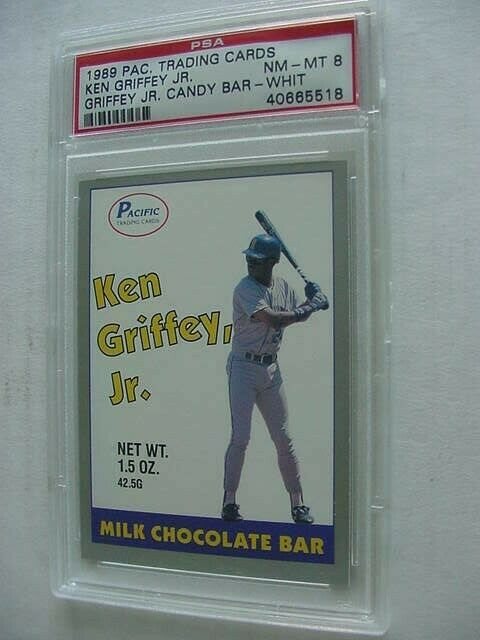 PSA
1989 PAC. TRADING CARDS
KEN GRIFFEY JR. NM - MT 8
GRIFFEY JR. CANDY BAR - WHIT
40665518
PACIFIC
TRADING CARDS
Ken
Griffey,
Jr.
NET WT.
1.5 OZ.
42.5G
MILK CHOCOLATE BAR